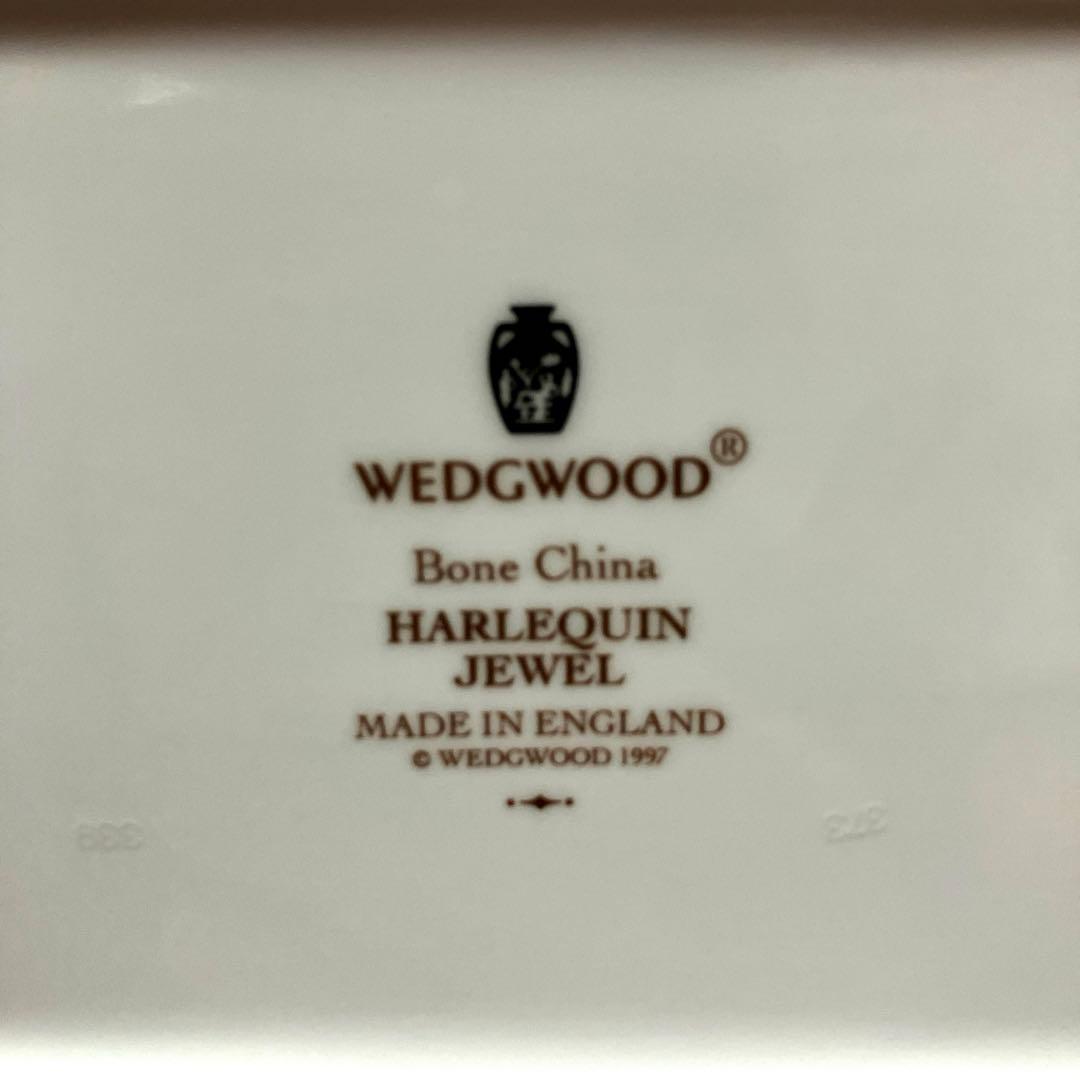 WEDGWOOD®
Bone China
HARLEQUIN
JEWEL
MADE IN ENGLAND
© WEDGWOOD 1997